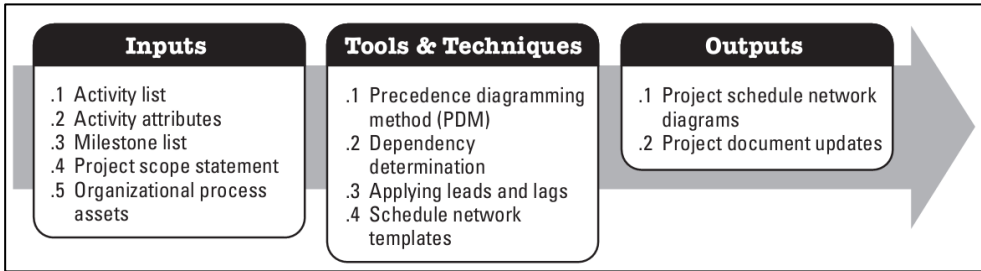 Inputs
.1 Activity list
.2 Activity attributes
.3 Milestone list
.4 Project scope statement
.5 Organizational process
assets
Tools & Techniques
.1 Precedence diagramming
method (PDM)
.2 Dependency
determination
.3 Applying leads and lags
.4 Schedule network
templates
Outputs
.1 Project schedule network
diagrams
.2 Project document updates